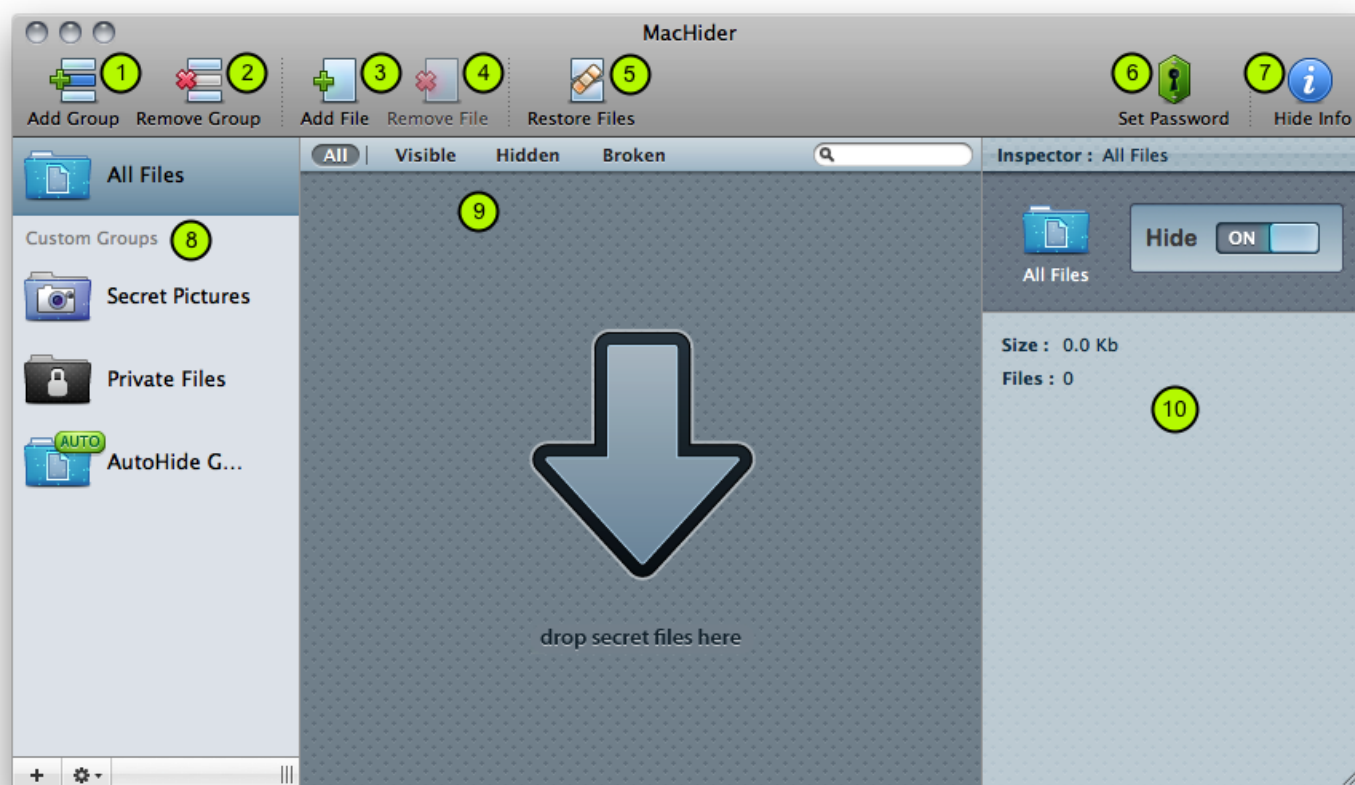 MacHider
1 2 3 4 5 6 7
Add Group Remove Group Add File Remove File Restore Files Set Password Hide Info
All Files
All Visible Hidden Broken
Inspector : All Files
Custom Groups 8
9
Hide ON
All Files
Secret Pictures
Size : 0.0 Kb
Private Files
Files : 0
10
AUTO
AutoHide G...
drop secret files here